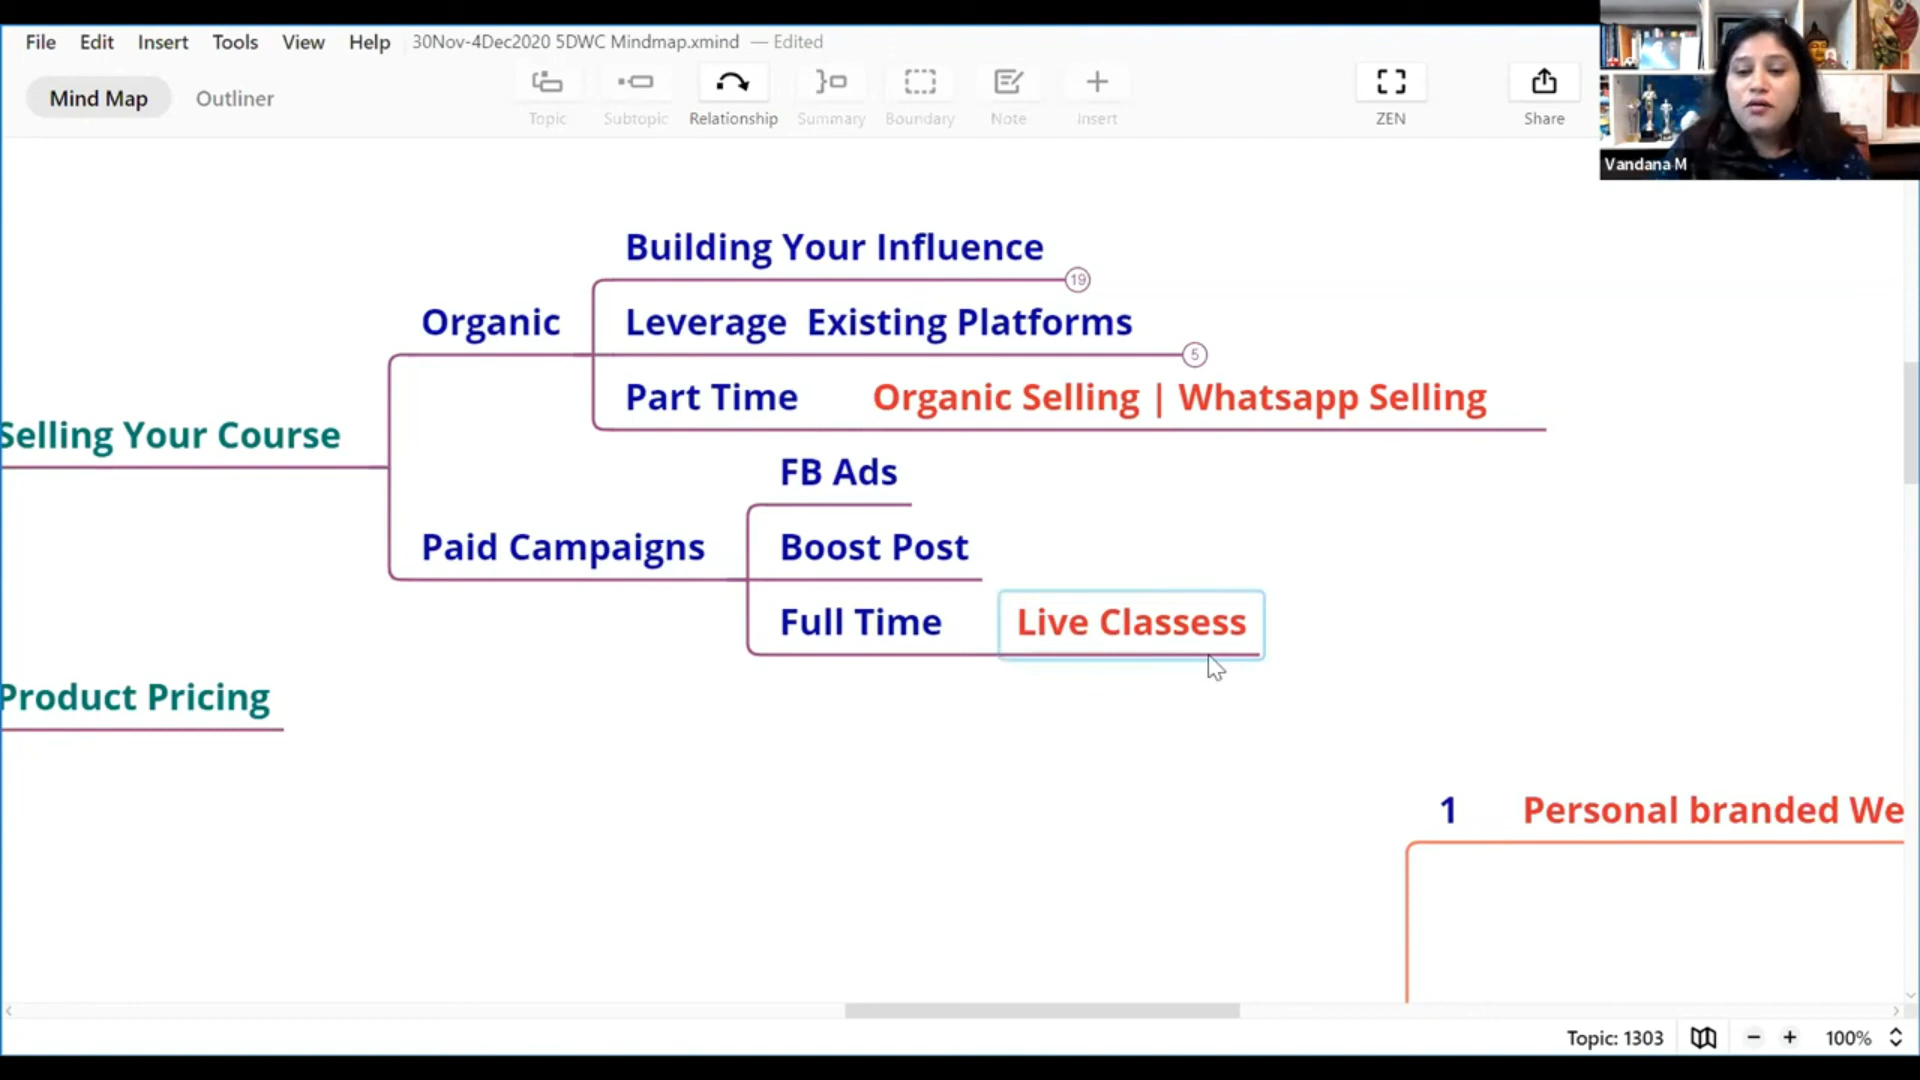 File Edit Insert Tools View Help 30Nov-4Dec2020 5DWC Mindmap.xmind — Edited
Mind Map Outliner
Topic Subtopic Relationship Summary Boundary Note Insert ZEN Share
Vandana M
Building Your Influence
19
Organic
Leverage Existing Platforms
5
Part Time Organic Selling | Whatsapp Selling
Selling Your Course
FB Ads
Paid Campaigns
Boost Post
Full Time Live Classess
Product Pricing
1 Personal branded We
Topic: 1303 100%